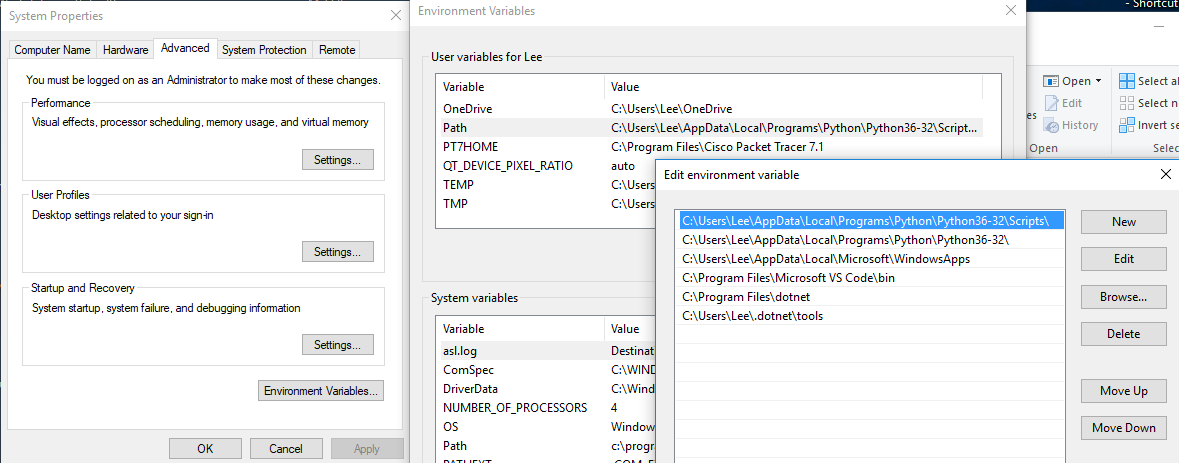 System Properties
Computer Name Hardware Advanced System Protection Remote
You must be logged on as an Administrator to make most of these changes.
Performance
Visual effects, processor scheduling, memory usage, and virtual memory
Settings...
User Profiles
Desktop settings related to your sign-in
Settings...
Startup and Recovery
System startup, system failure, and debugging information
Settings...
Environment Variables...
OK Cancel Apply
Environment Variables
User variables for Lee
Variable Value
OneDrive C:\Users\Lee\OneDrive
Path C:\Users\Lee\AppData\Local\Programs\Python\Python36-32\Script...
PT7HOME C:\Program Files\Cisco Packet Tracer 7.1
QT_DEVICE_PIXEL_RATIO auto
TEMP
TMP
System variables
Variable Value
asl.log Destinat
ComSpec C:\WIND
DriverData C:\Wind
NUMBER_OF_PROCESSORS 4
OS Window
Path c:\progr
Edit environment variable
C:\Users\Lee\AppData\Local\Programs\Python\Python36-32\Scripts\
C:\Users\Lee\AppData\Local\Programs\Python\Python36-32\
C:\Users\Lee\AppData\Local\Microsoft\WindowsApps
C:\Program Files\Microsoft VS Code\bin
C:\Program Files\dotnet
C:\Users\Lee\.dotnet\tools
New
Edit
Browse...
Delete
Move Up
Move Down
- Shortcut
Open Select al
Edit Select n
History Invert se
Open Selec